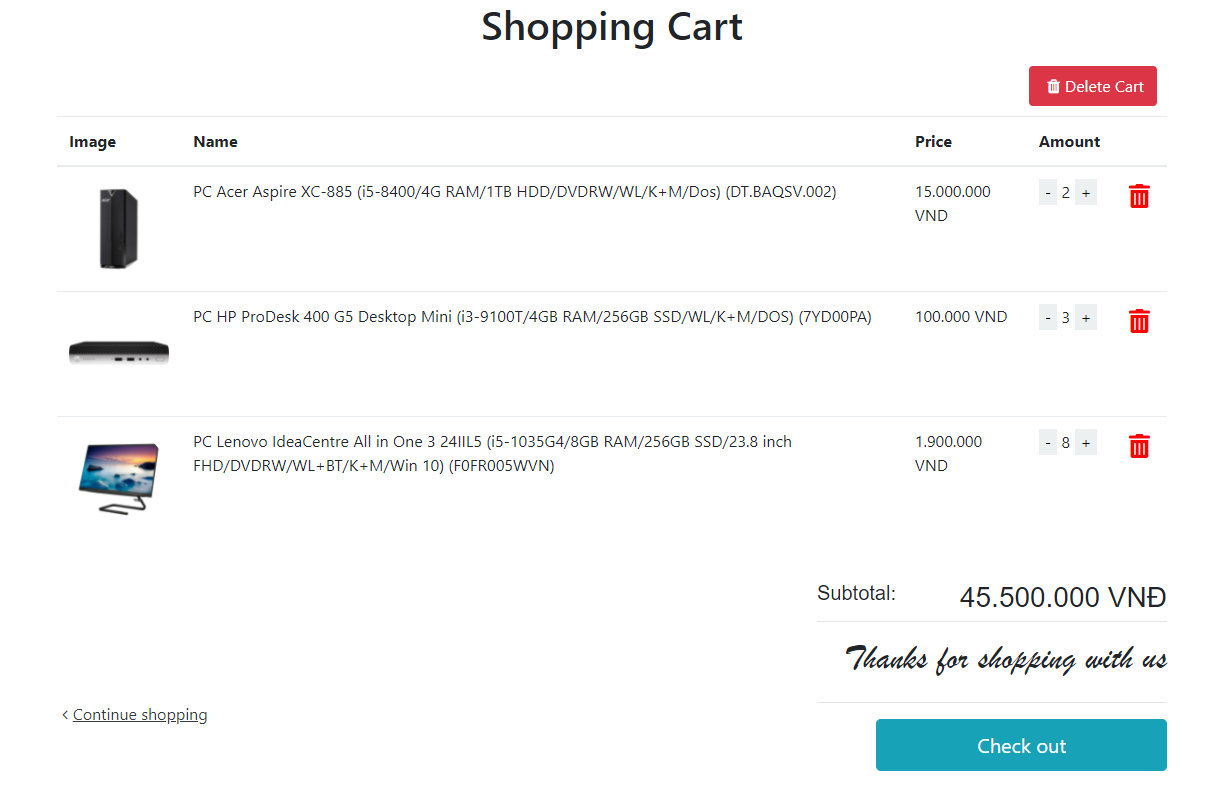 Shopping Cart
Delete Cart
Image Name Price Amount
PC Acer Aspire XC-885 (i5-8400/4G RAM/1TB HDD/DVDRW/WL/K+M/Dos) (DT.BAQSV.002) 15.000.000 - 2 +
VND
PC HP ProDesk 400 G5 Desktop Mini (i3-9100T/4GB RAM/256GB SSD/WL/K+M/DOS) (7YD00PA) 100.000 VND - 3 +
PC Lenovo IdeaCentre All in One 3 24IIL5 (i5-1035G4/8GB RAM/256GB SSD/23.8 inch 1.900.000 - 8 +
FHD/DVDRW/WL+BT/K+M/Win 10) (F0FR005WVN) VND
Subtotal: 45.500.000 VNĐ
Thanks for shopping with us
< Continue shopping
Check out